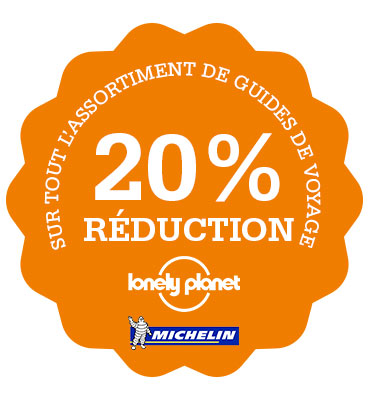 SUR TOUT L'ASSORTIMENT DE GUIDES DE VOYAGE
20%
RÉDUCTION
lonely planet
MICHELIN